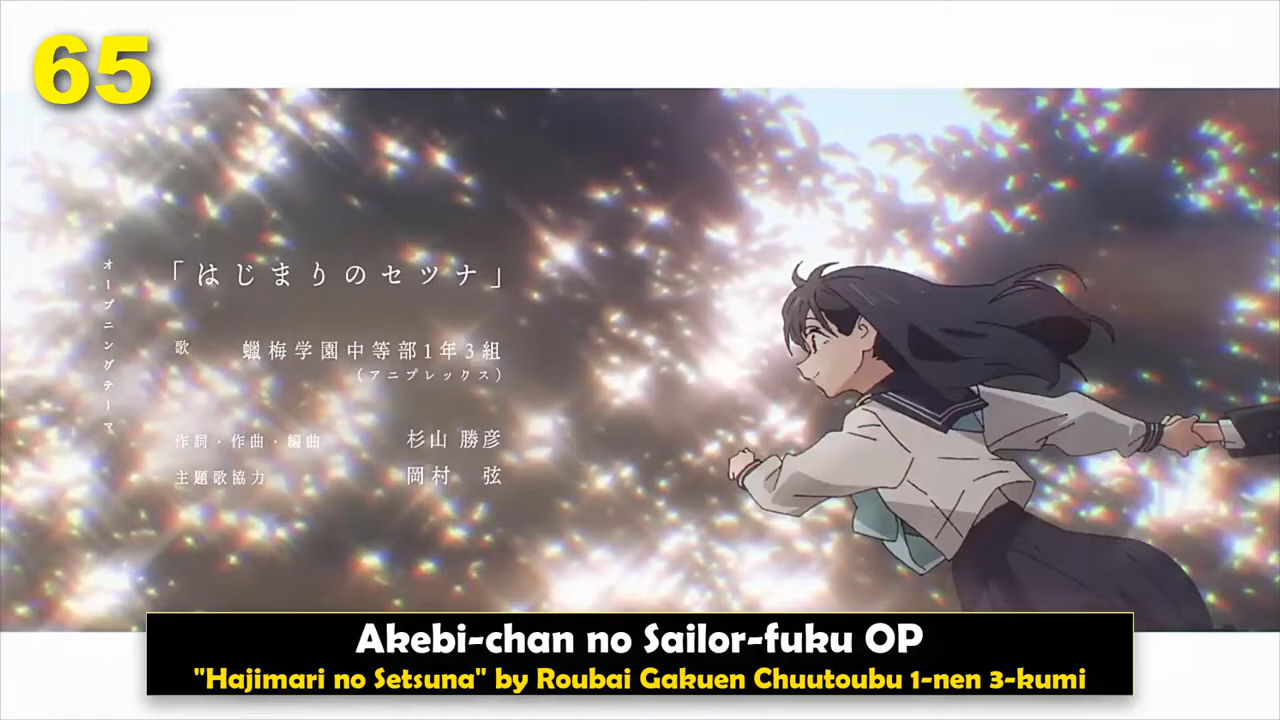 65
オープニングテーマ
「はじまりのセツナ」
歌 蠟梅学園中等部1年3組
（アニプレックス）
作詞・作曲・編曲 杉山 勝彦
主題歌協力 岡村 弦
Akebi-chan no Sailor-fuku OP
"Hajimari no Setsuna" by Roubai Gakuen Chuutoubu 1-nen 3-kumi